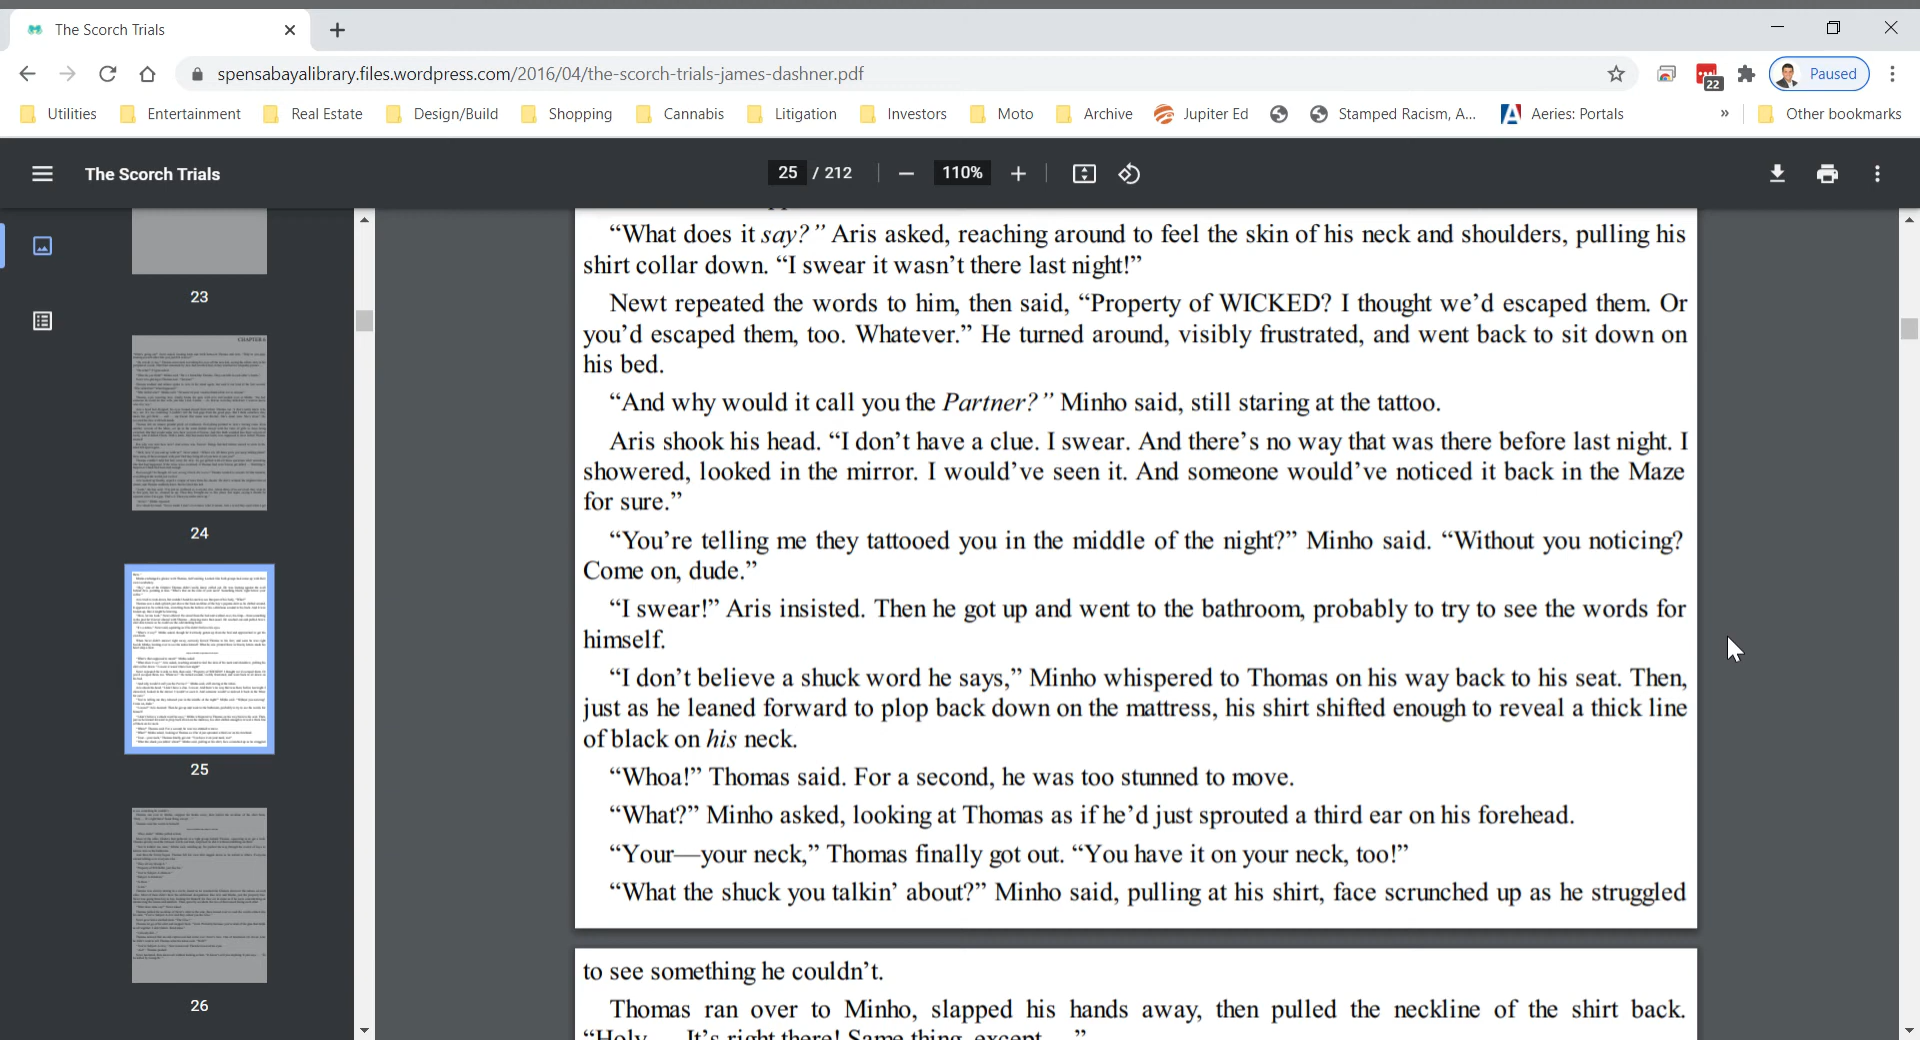 The Scorch Trials
spensabayalibrary.files.wordpress.com/2016/04/the-scorch-trials-james-dashner.pdf
22
Paused
Utilities Entertainment Real Estate Design/Build Shopping Cannabis Litigation Investors Moto Archive Jupiter Ed Stamped Racism, A... Aeries: Portals » Other bookmarks
The Scorch Trials 25 / 212 110%
23
24
25
26
“What does it say?” Aris asked, reaching around to feel the skin of his neck and shoulders, pulling his
shirt collar down. “I swear it wasn’t there last night!”
Newt repeated the words to him, then said, “Property of WICKED? I thought we’d escaped them. Or
you’d escaped them, too. Whatever.” He turned around, visibly frustrated, and went back to sit down on
his bed.
“And why would it call you the Partner?” Minho said, still staring at the tattoo.
Aris shook his head. “I don’t have a clue. I swear. And there’s no way that was there before last night. I
showered, looked in the mirror. I would’ve seen it. And someone would’ve noticed it back in the Maze
for sure.”
“You’re telling me they tattooed you in the middle of the night?” Minho said. “Without you noticing?
Come on, dude.”
“I swear!” Aris insisted. Then he got up and went to the bathroom, probably to try to see the words for
himself.
“I don’t believe a shuck word he says,” Minho whispered to Thomas on his way back to his seat. Then,
just as he leaned forward to plop back down on the mattress, his shirt shifted enough to reveal a thick line
of black on his neck.
“Whoa!” Thomas said. For a second, he was too stunned to move.
“What?” Minho asked, looking at Thomas as if he’d just sprouted a third ear on his forehead.
“Your—your neck,” Thomas finally got out. “You have it on your neck, too!”
“What the shuck you talkin’ about?” Minho said, pulling at his shirt, face scrunched up as he struggled
to see something he couldn’t.
Thomas ran over to Minho, slapped his hands away, then pulled the neckline of the shirt back.
“Holy … It’s right there! Same thing, except … ”